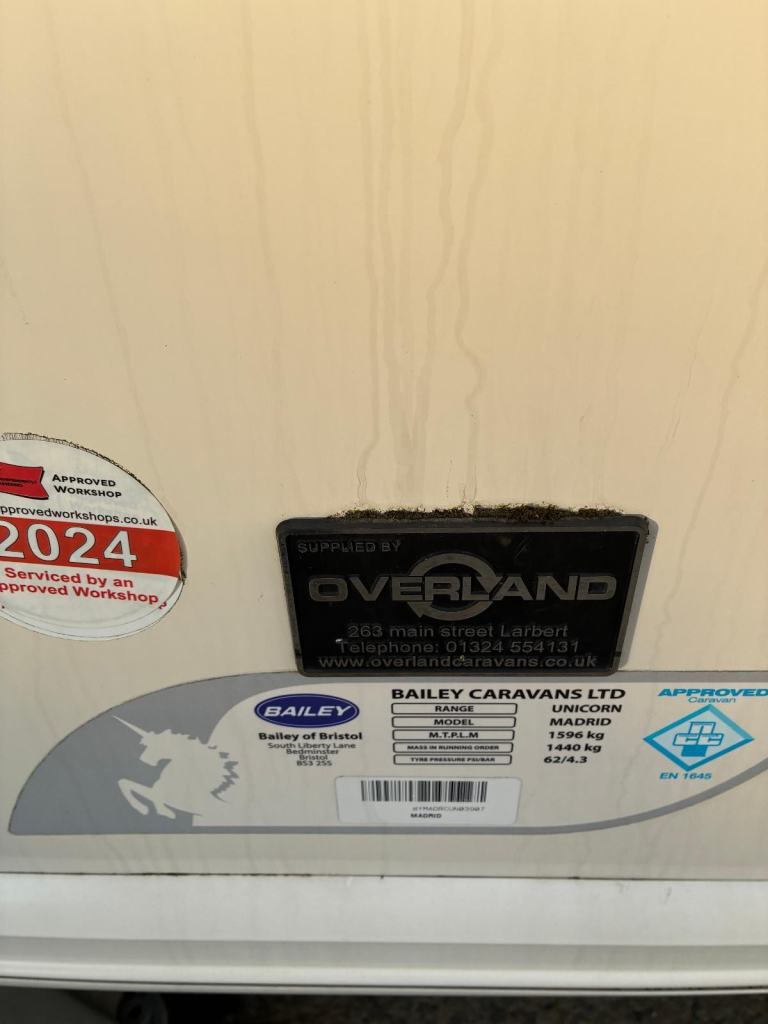 APPROVED
WORKSHOP
pprovedworkshops.co.uk
2024
Serviced by an
pproved Workshop
SUPPLIED BY
OVERLAND
263 main street Larbert
Telephone: 01324 554131
www.overlandcaravans.co.uk
BAILEY
Bailey of Bristol
South Liberty Lane
Bedminster
Bristol
BS3 2SS
BAILEY CARAVANS LTD
RANGE UNICORN
MODEL MADRID
M.T.P.L.M 1596 kg
MASS IN RUNNING ORDER 1440 kg
TYRE PRESSURE PSI/BAR 62/4.3
MADRID
APPROVED
Caravan
NCC
EN 1645